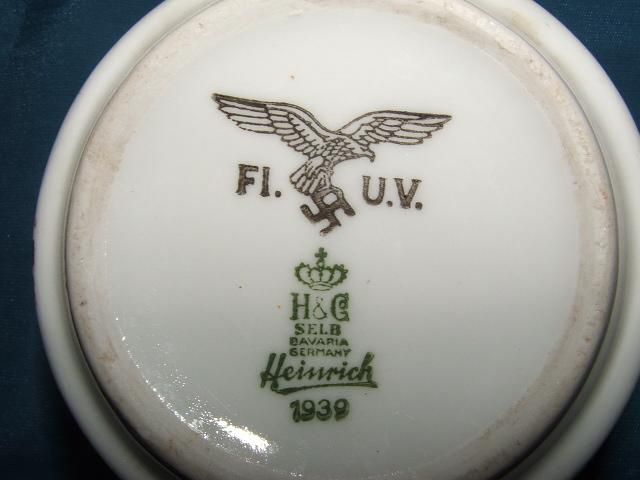 Fl. U.V.
H&C
SELB
BAVARIA
GERMANY
Heinrich
1939